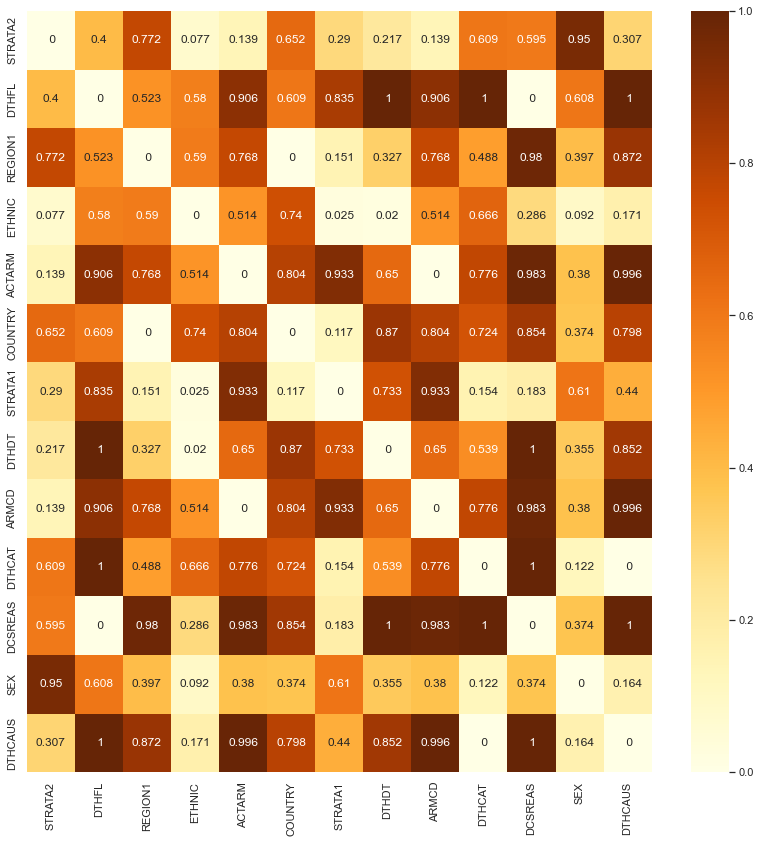 STRATA2 0 0.4 0.772 0.077 0.139 0.652 0.29 0.217 0.139 0.609 0.595 0.95 0.307
DTHFL 0.4 0 0.523 0.58 0.906 0.609 0.835 1 0.906 1 0 0.608 1
REGION1 0.772 0.523 0 0.59 0.768 0 0.151 0.327 0.768 0.488 0.98 0.397 0.872
ETHNIC 0.077 0.58 0.59 0 0.514 0.74 0.025 0.02 0.514 0.666 0.286 0.092 0.171
ACTARM 0.139 0.906 0.768 0.514 0 0.804 0.933 0.65 0 0.776 0.983 0.38 0.996
COUNTRY 0.652 0.609 0 0.74 0.804 0 0.117 0.87 0.804 0.724 0.854 0.374 0.798
STRATA1 0.29 0.835 0.151 0.025 0.933 0.117 0 0.733 0.933 0.154 0.183 0.61 0.44
DTHDT 0.217 1 0.327 0.02 0.65 0.87 0.733 0 0.65 0.539 1 0.355 0.852
ARMCD 0.139 0.906 0.768 0.514 0 0.804 0.933 0.65 0 0.776 0.983 0.38 0.996
DTHCAT 0.609 1 0.488 0.666 0.776 0.724 0.154 0.539 0.776 0 1 0.122 0
DCSREAS 0.595 0 0.98 0.286 0.983 0.854 0.183 1 0.983 1 0 0.374 1
SEX 0.95 0.608 0.397 0.092 0.38 0.374 0.61 0.355 0.38 0.122 0.374 0 0.164
DTHCAUS 0.307 1 0.872 0.171 0.996 0.798 0.44 0.852 0.996 0 1 0.164 0
STRATA2 DTHFL REGION1 ETHNIC ACTARM COUNTRY STRATA1 DTHDT ARMCD DTHCAT DCSREAS SEX DTHCAUS
1.0
0.8
0.6
0.4
0.2
0.0